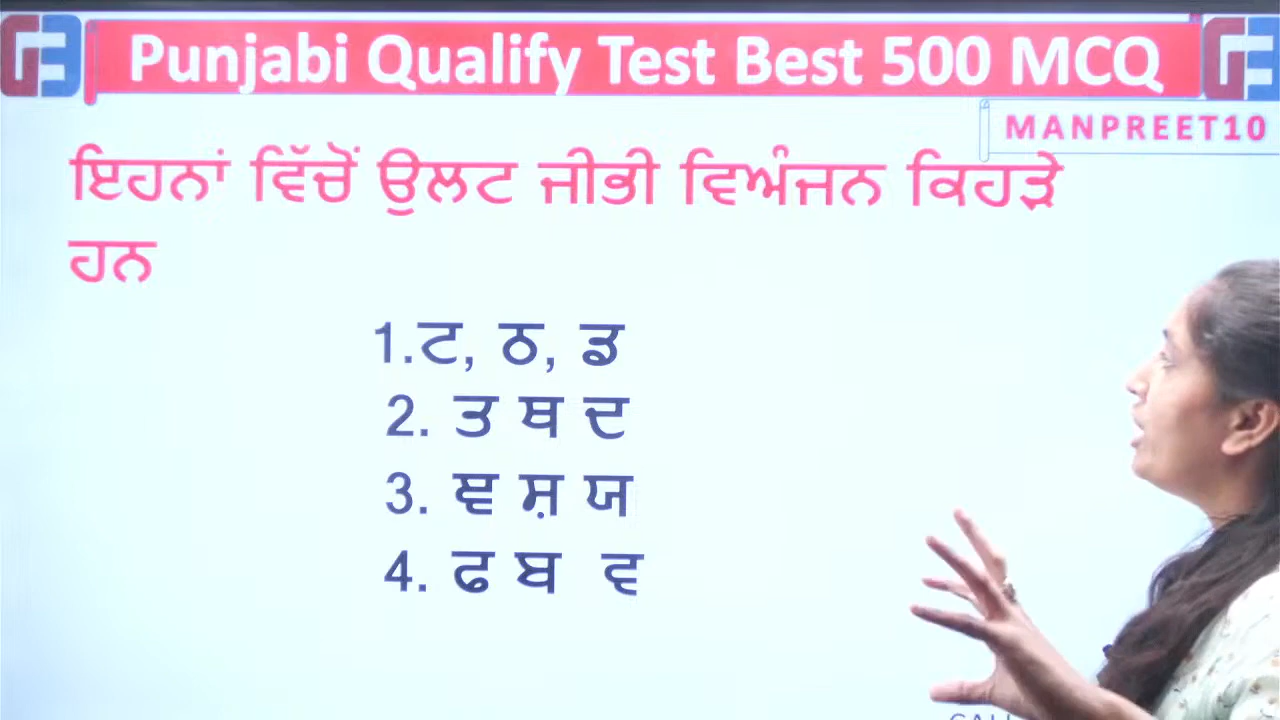 Punjabi Qualify Test Best 500 MCQ
MANPREET10
ਇਹਨਾਂ ਵਿੱਚੋਂ ਉਲਟ ਜੀਭੀ ਵਿਅੰਜਨ ਕਿਹੜੇ
ਹਨ
1.ਟ, ਠ, ਡ
2. ਤ ਥ ਦ
3. ਞ ਸ਼ ਯ
4. ਫ ਬ ਵ